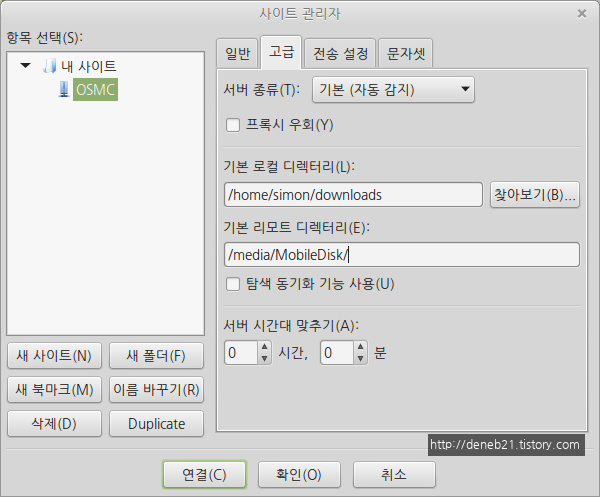 사이트 관리자
항목 선택(S):
내 사이트
OSMC
새 사이트(N)
새 폴더(F)
새 북마크(M)
이름 바꾸기(R)
삭제(D)
Duplicate
일반
고급
전송 설정
문자셋
서버 종류(T):
기본 (자동 감지)
프록시 우회(Y)
기본 로컬 디렉터리(L):
/home/simon/downloads
찾아보기(B)...
기본 리모트 디렉터리(E):
/media/MobileDisk/
탐색 동기화 기능 사용(U)
서버 시간대 맞추기(A):
0 시간, 0 분
http://deneb21.tistory.com
연결(C)
확인(O)
취소